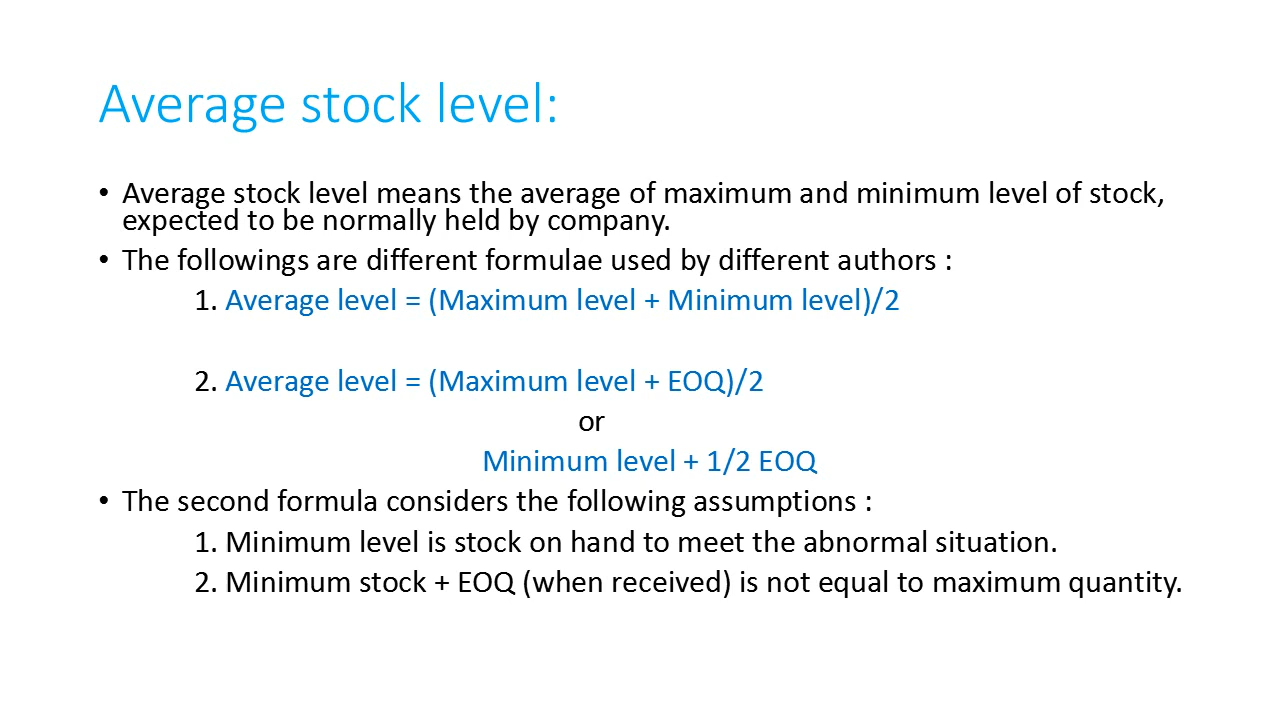 Average stock level:
• Average stock level means the average of maximum and minimum level of stock,
expected to be normally held by company.
• The followings are different formulae used by different authors :
1. Average level = (Maximum level + Minimum level)/2
2. Average level = (Maximum level + EOQ)/2
or
Minimum level + 1/2 EOQ
• The second formula considers the following assumptions :
1. Minimum level is stock on hand to meet the abnormal situation.
2. Minimum stock + EOQ (when received) is not equal to maximum quantity.